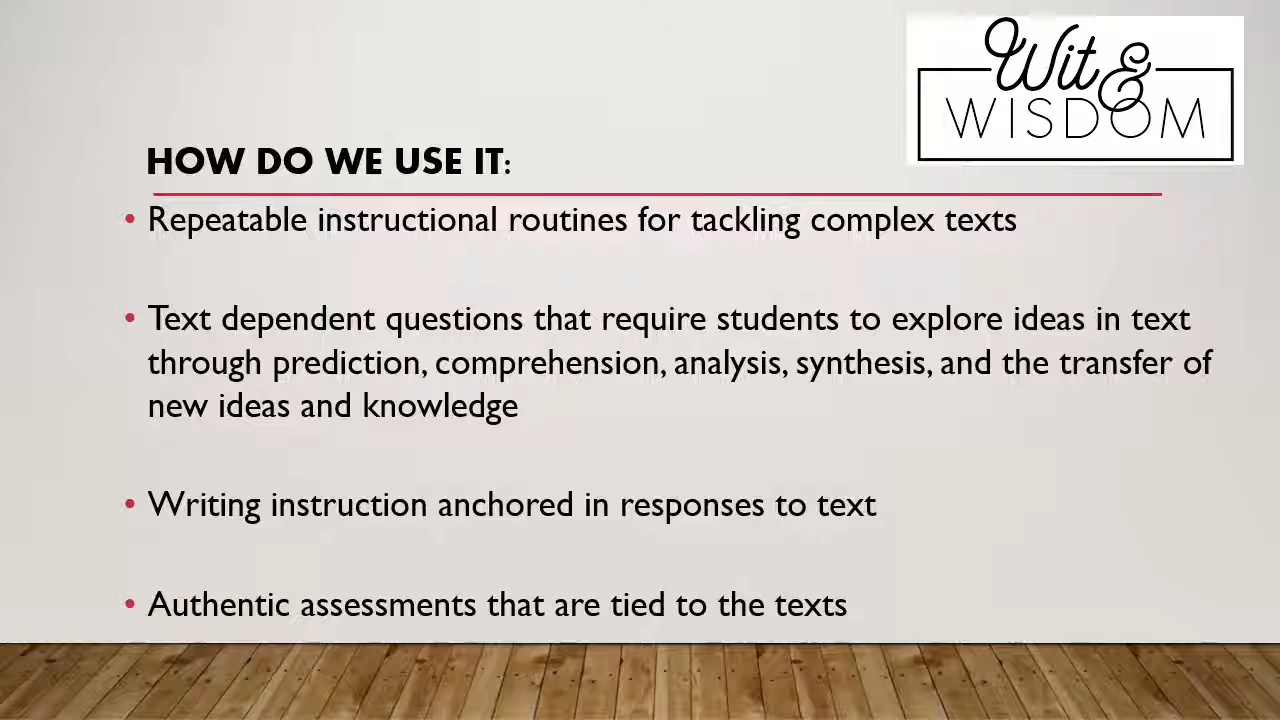 Wit &
WISDOM
HOW DO WE USE IT:
• Repeatable instructional routines for tackling complex texts
• Text dependent questions that require students to explore ideas in text
through prediction, comprehension, analysis, synthesis, and the transfer of
new ideas and knowledge
• Writing instruction anchored in responses to text
• Authentic assessments that are tied to the texts